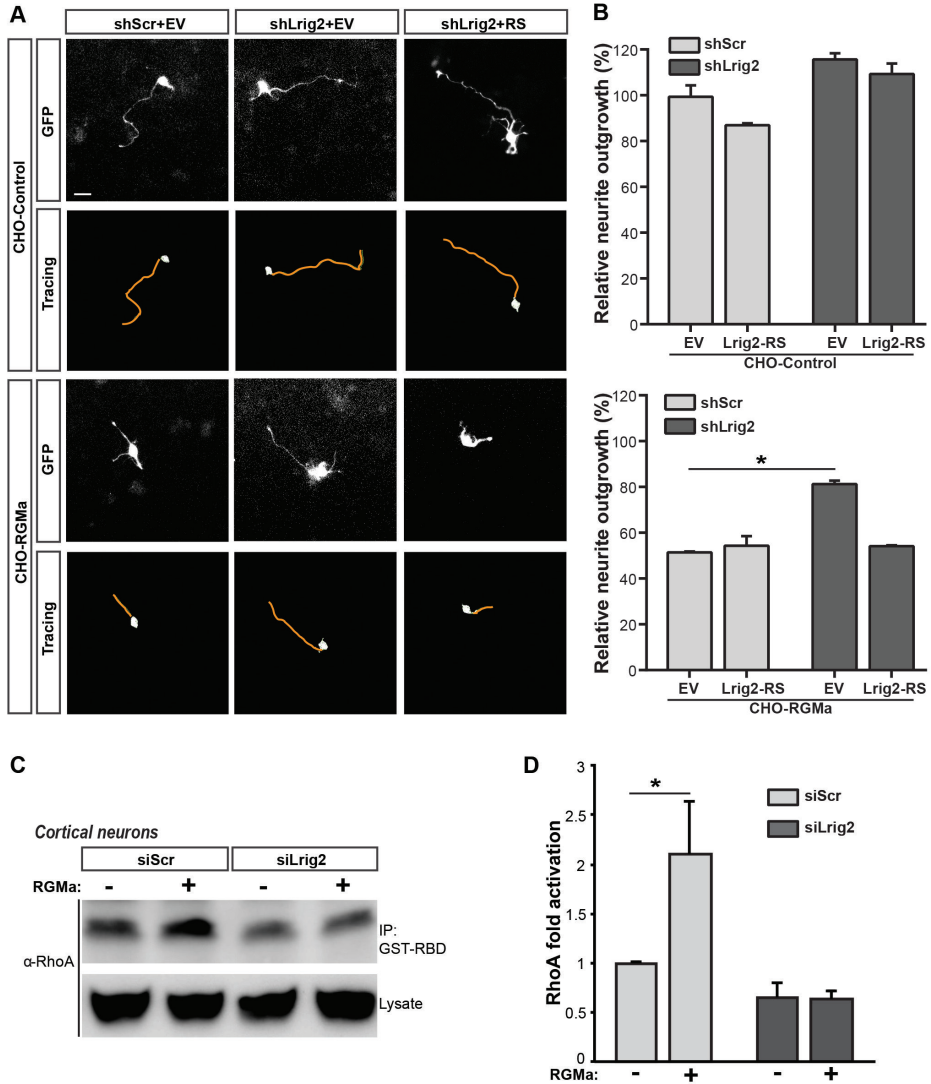 A
shScr+EV
shLrig2+EV
shLrig2+RS
CHO-Control
GFP
Tracing
CHO-RGMa
GFP
Tracing
B
Relative neurite outgrowth (%)
120
100
80
60
40
20
0
shScr
shLrig2
EV
Lrig2-RS
EV
Lrig2-RS
CHO-Control
Relative neurite outgrowth (%)
120
120
100
80
60
40
20
0
shScr
shLrig2
*
EV
Lrig2-RS
EV
Lrig2-RS
CHO-RGMa
C
Cortical neurons
siScr
siLrig2
RGMa: - + - +
α-RhoA
IP:
GST-RBD
Lysate
D
RhoA fold activation
3
2.5
2
1.5
1
0.5
0
*
siScr
siLrig2
RGMa: - + - +